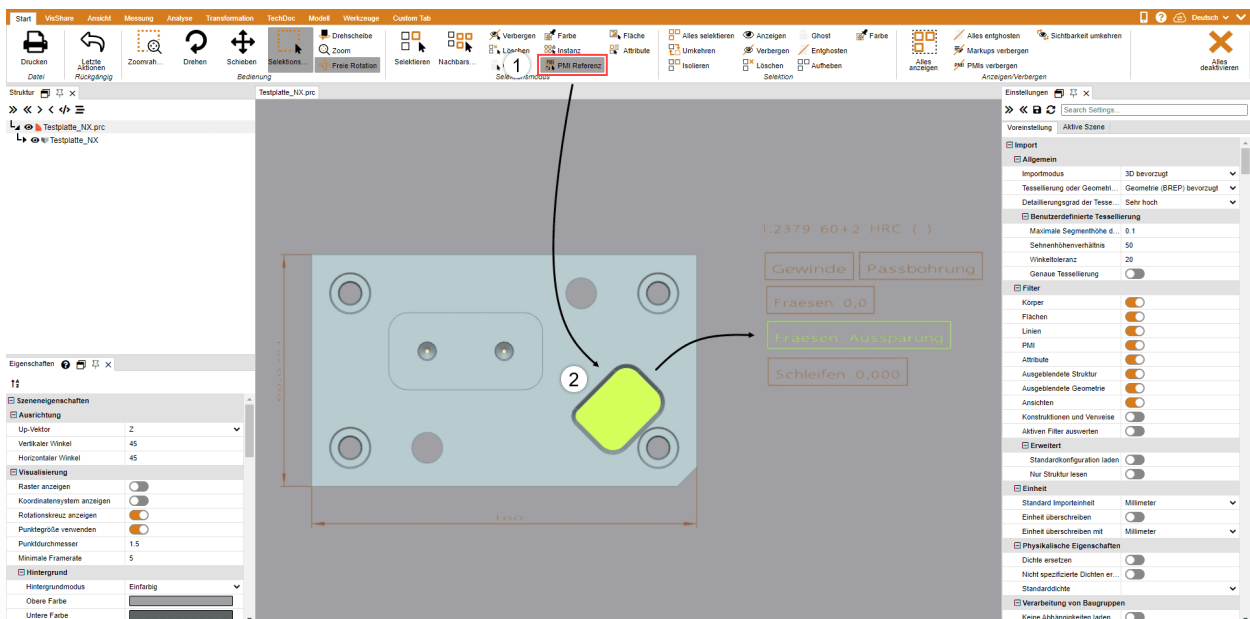 Start VisShare Ansicht Messung Analyse Transformation TechDoc Modell Werkzeuge Custom Tab Deutsch
Drucken
Letzte Aktionen
Zoomrah...
Drehen
Schieben
Selektions...
Drehscheibe
Zoom
Freie Rotation
Selektieren
Nachbars...
Verbergen
Löschen
Farbe
Instanz
PMI Referenz
Fläche
Attribute
Alles selektieren
Umkehren
Isolieren
Anzeigen
Verbergen
Löschen
Ghost
Entghosten
Aufheben
Farbe
Alles anzeigen
Alles entghosten
Markups verbergen
PMI PMIs verbergen
Sichtbarkeit umkehren
Alles deaktivieren
Datei Rückgängig Bedienung Selektionsmodus Selektion Anzeigen/Verbergen
1
Struktur
Testplatte_NX.prc
Testplatte_NX
Eigenschaften
Szeneneigenschaften
Ausrichtung
Up-Vektor Z
Vertikaler Winkel 45
Horizontaler Winkel 45
Visualisierung
Raster anzeigen
Koordinatensystem anzeigen
Rotationskreuz anzeigen
Punktegröße verwenden
Punktdurchmesser 1.5
Minimale Framerate 5
Hintergrund
Hintergrundmodus Einfarbig
Obere Farbe
Untere Farbe
Testplatte_NX.prc
1.2379 60+2 HRC ( )
Gewinde Passbohrung
Fraesen 0,0
Fraesen Aussparung
Schleifen 0,000
2
100
Einstellungen
Search Settings...
Voreinstellung Aktive Szene
Import
Allgemein
Importmodus 3D bevorzugt
Tessellierung oder Geometri... Geometrie (BREP) bevorzugt
Detaillierungsgrad der Tesse... Sehr hoch
Benutzerdefinierte Tessellierung
Maximale Segmenthöhe d... 0.1
Sehnenhöhenverhältnis 50
Winkeltoleranz 20
Genaue Tessellierung
Filter
Körper
Flächen
Linien
PMI
Attribute
Ausgeblendete Struktur
Ausgeblendete Geometrie
Ansichten
Konstruktionen und Verweise
Aktiven Filter auswerten
Erweitert
Standardkonfiguration laden
Nur Struktur lesen
Einheit
Standard Importeinheit Millimeter
Einheit überschreiben
Einheit überschreiben mit Millimeter
Physikalische Eigenschaften
Dichte ersetzen
Nicht spezifizierte Dichten er...
Standarddichte
Verarbeitung von Baugruppen
Keine Abhängigkeiten laden